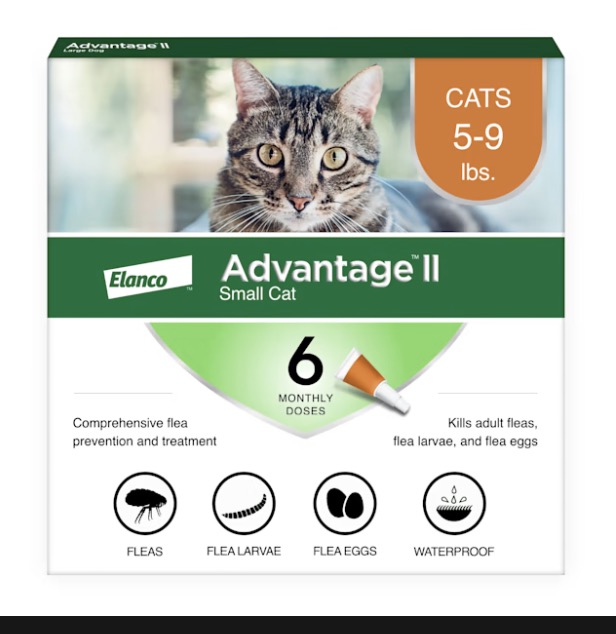 Advantage™ II
Large Dog
CATS
5-9
lbs.
Elanco™
Advantage™ II
Small Cat
6
MONTHLY
DOSES
Comprehensive flea
prevention and treatment
Kills adult fleas,
flea larvae, and flea eggs
FLEAS
FLEA LARVAE
FLEA EGGS
WATERPROOF